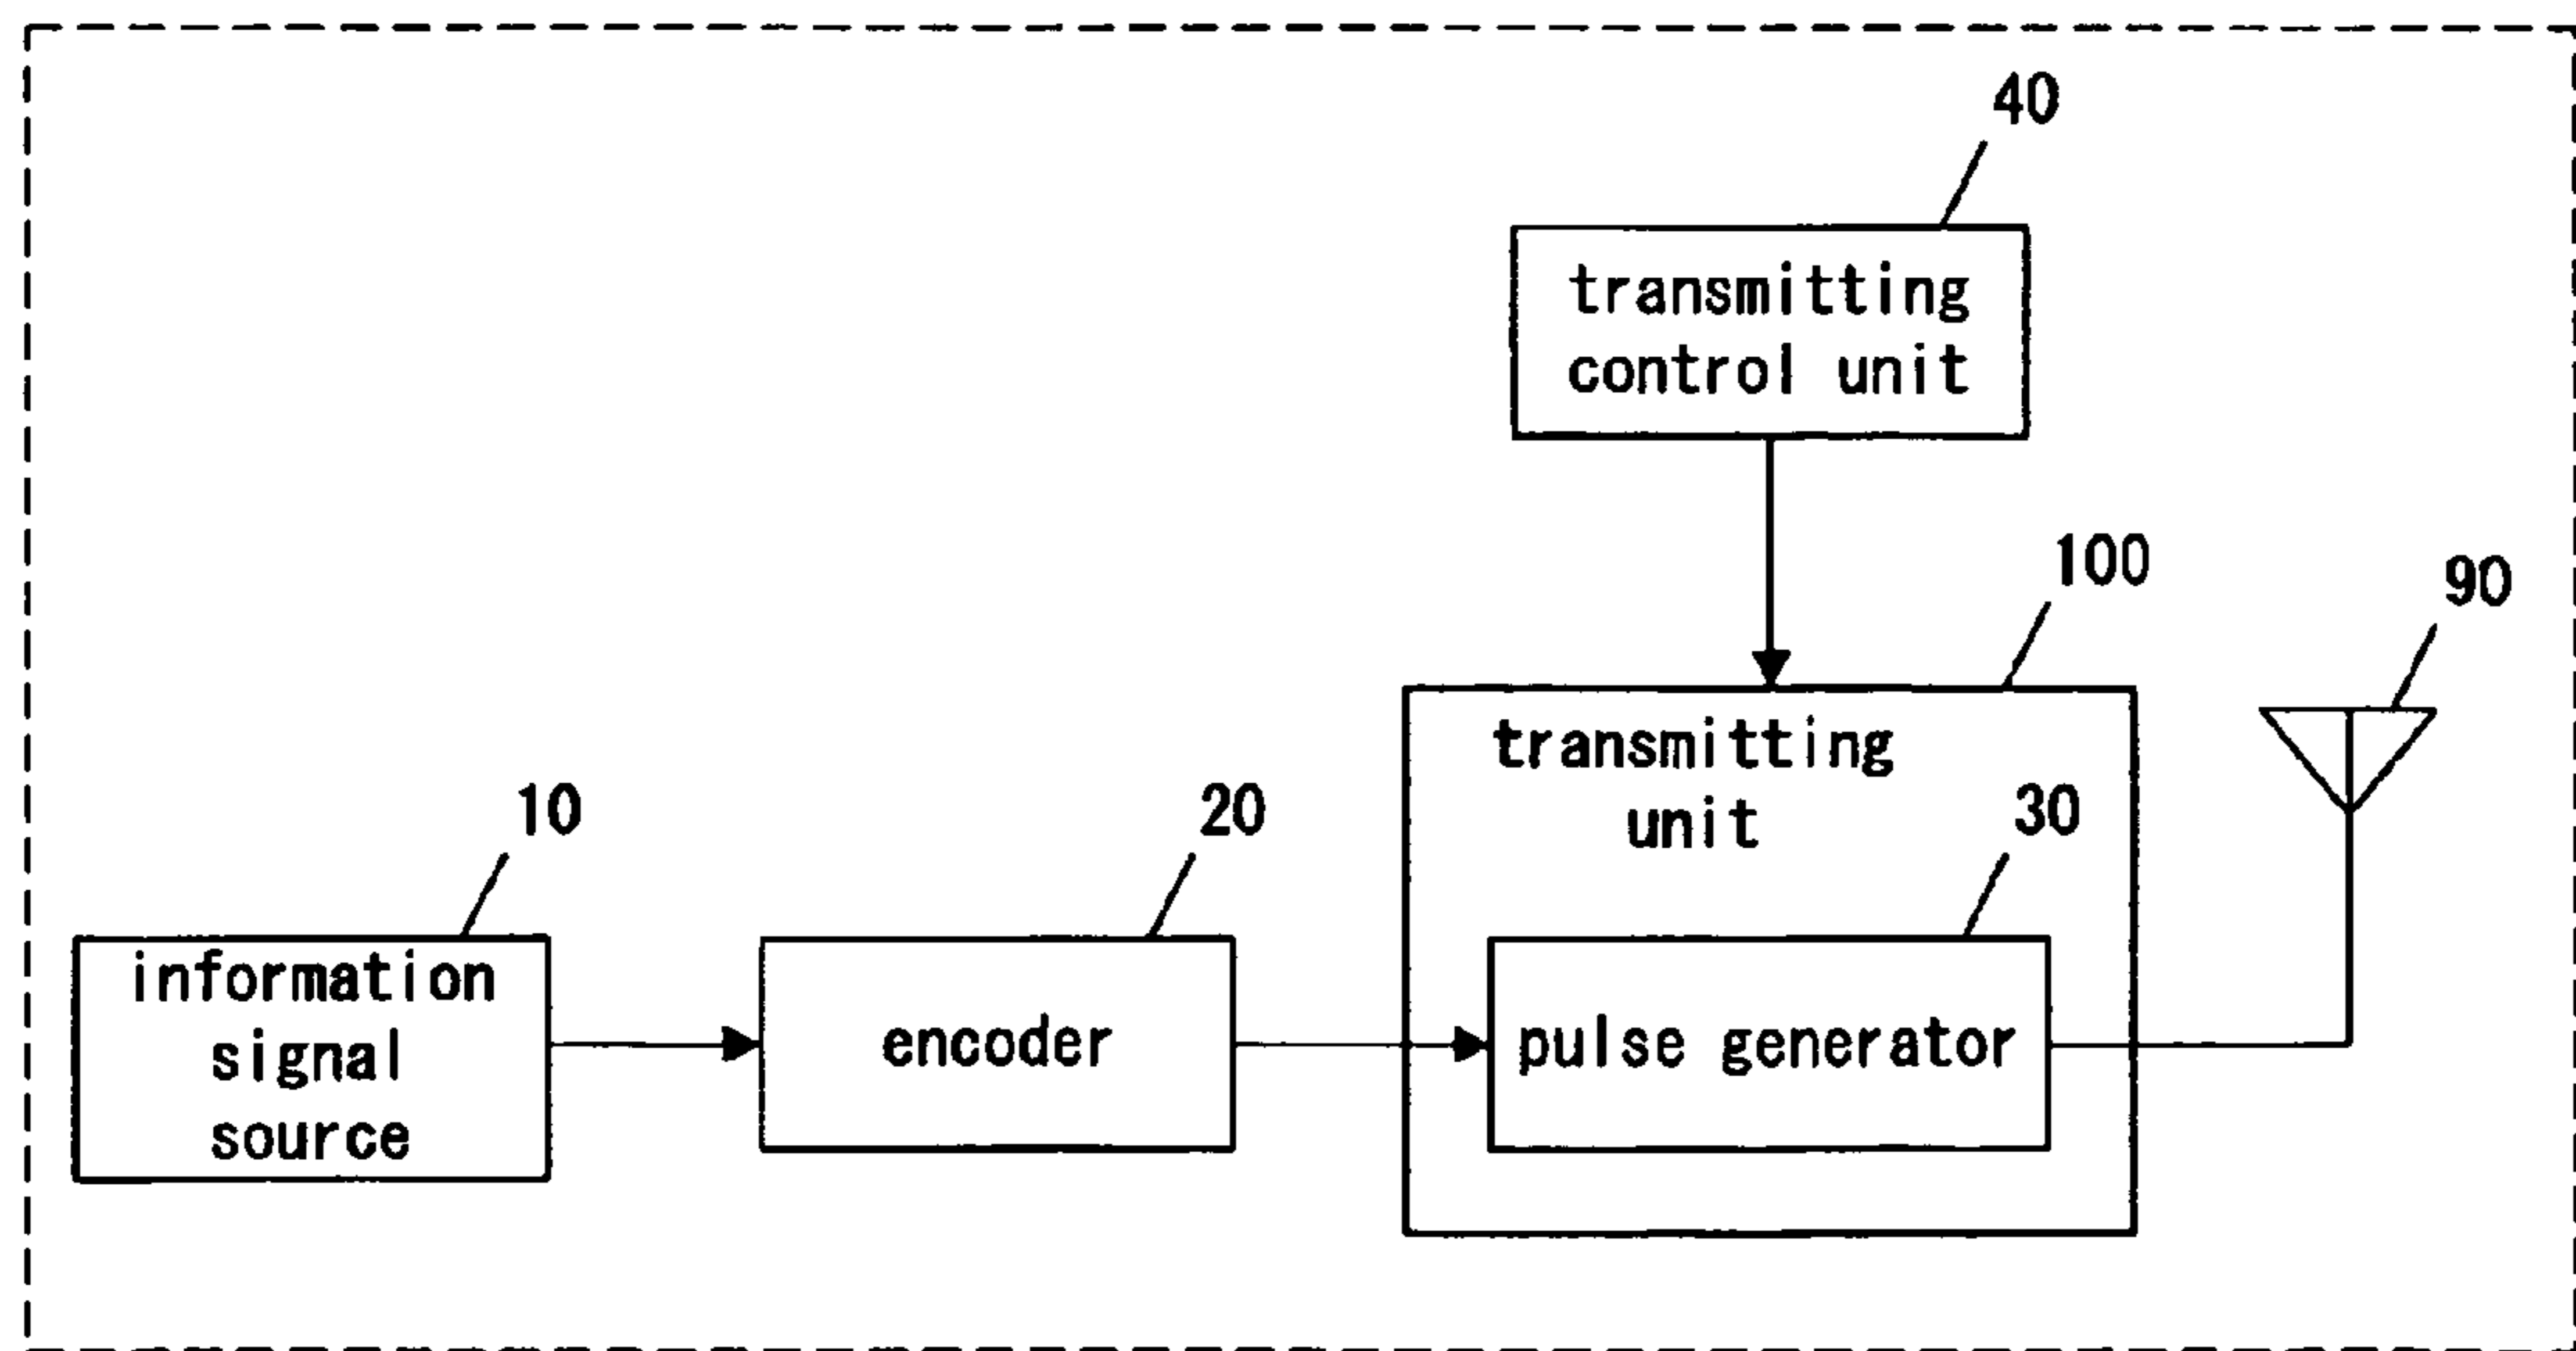 40
transmitting
control unit
100
90
transmitting
unit
10
20
30
information
signal
source
encoder
pulse generator